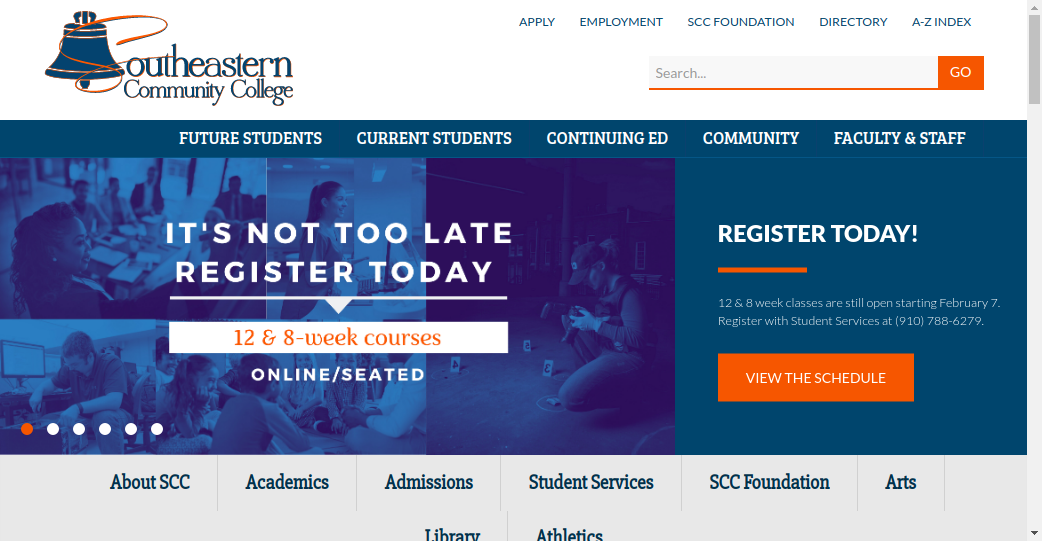 Southeastern
Community College
APPLY EMPLOYMENT SCC FOUNDATION DIRECTORY A-Z INDEX
Search...
GO
FUTURE STUDENTS CURRENT STUDENTS CONTINUING ED COMMUNITY FACULTY & STAFF
IT'S NOT TOO LATE
REGISTER TODAY
12 & 8-week courses
ONLINE/SEATED
REGISTER TODAY!
12 & 8 week classes are still open starting February 7.
Register with Student Services at (910) 788-6279.
VIEW THE SCHEDULE
About SCC Academics Admissions Student Services SCC Foundation Arts
Library Athletics